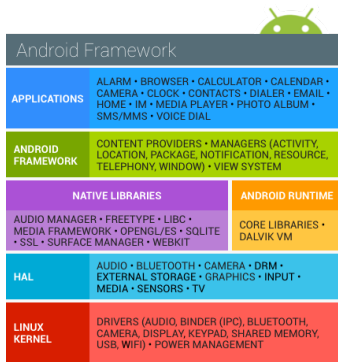 Android Framework
APPLICATIONS
ALARM • BROWSER • CALCULATOR • CALENDAR •
CAMERA • CLOCK • CONTACTS • DIALER • EMAIL •
HOME • IM • MEDIA PLAYER • PHOTO ALBUM •
SMS/MMS • VOICE DIAL
ANDROID
FRAMEWORK
CONTENT PROVIDERS • MANAGERS (ACTIVITY,
LOCATION, PACKAGE, NOTIFICATION, RESOURCE,
TELEPHONY, WINDOW) • VIEW SYSTEM
NATIVE LIBRARIES
AUDIO MANAGER • FREETYPE • LIBC •
MEDIA FRAMEWORK • OPENGL/ES • SQLITE
• SSL • SURFACE MANAGER • WEBKIT
ANDROID RUNTIME
CORE LIBRARIES •
DALVIK VM
HAL
AUDIO • BLUETOOTH • CAMERA • DRM •
EXTERNAL STORAGE • GRAPHICS • INPUT •
MEDIA • SENSORS • TV
LINUX
KERNEL
DRIVERS (AUDIO, BINDER (IPC), BLUETOOTH,
CAMERA, DISPLAY, KEYPAD, SHARED MEMORY,
USB, WIFI) • POWER MANAGEMENT